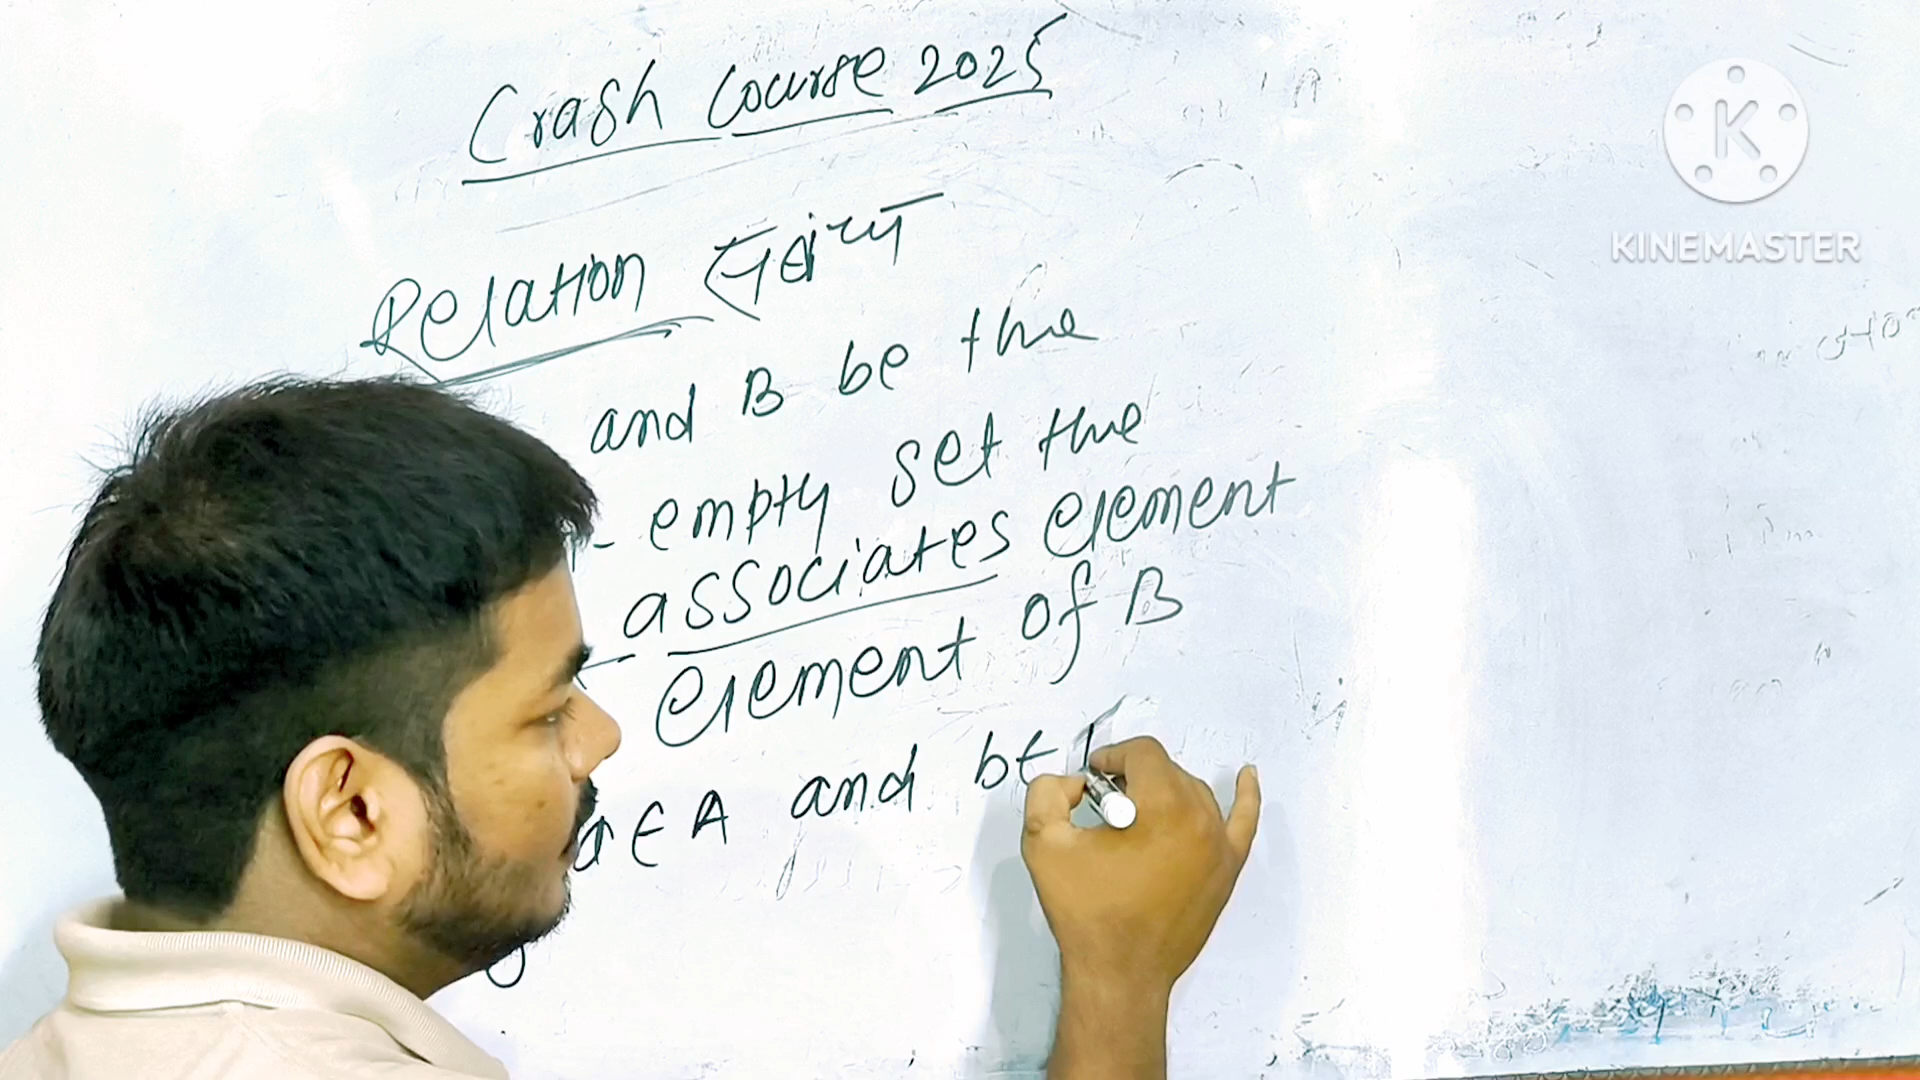 Crash Course 2025
Relation संबंध
and B be the
- empty set the
associates element
element of B
a ∈ A and b ∈
KINEMASTER